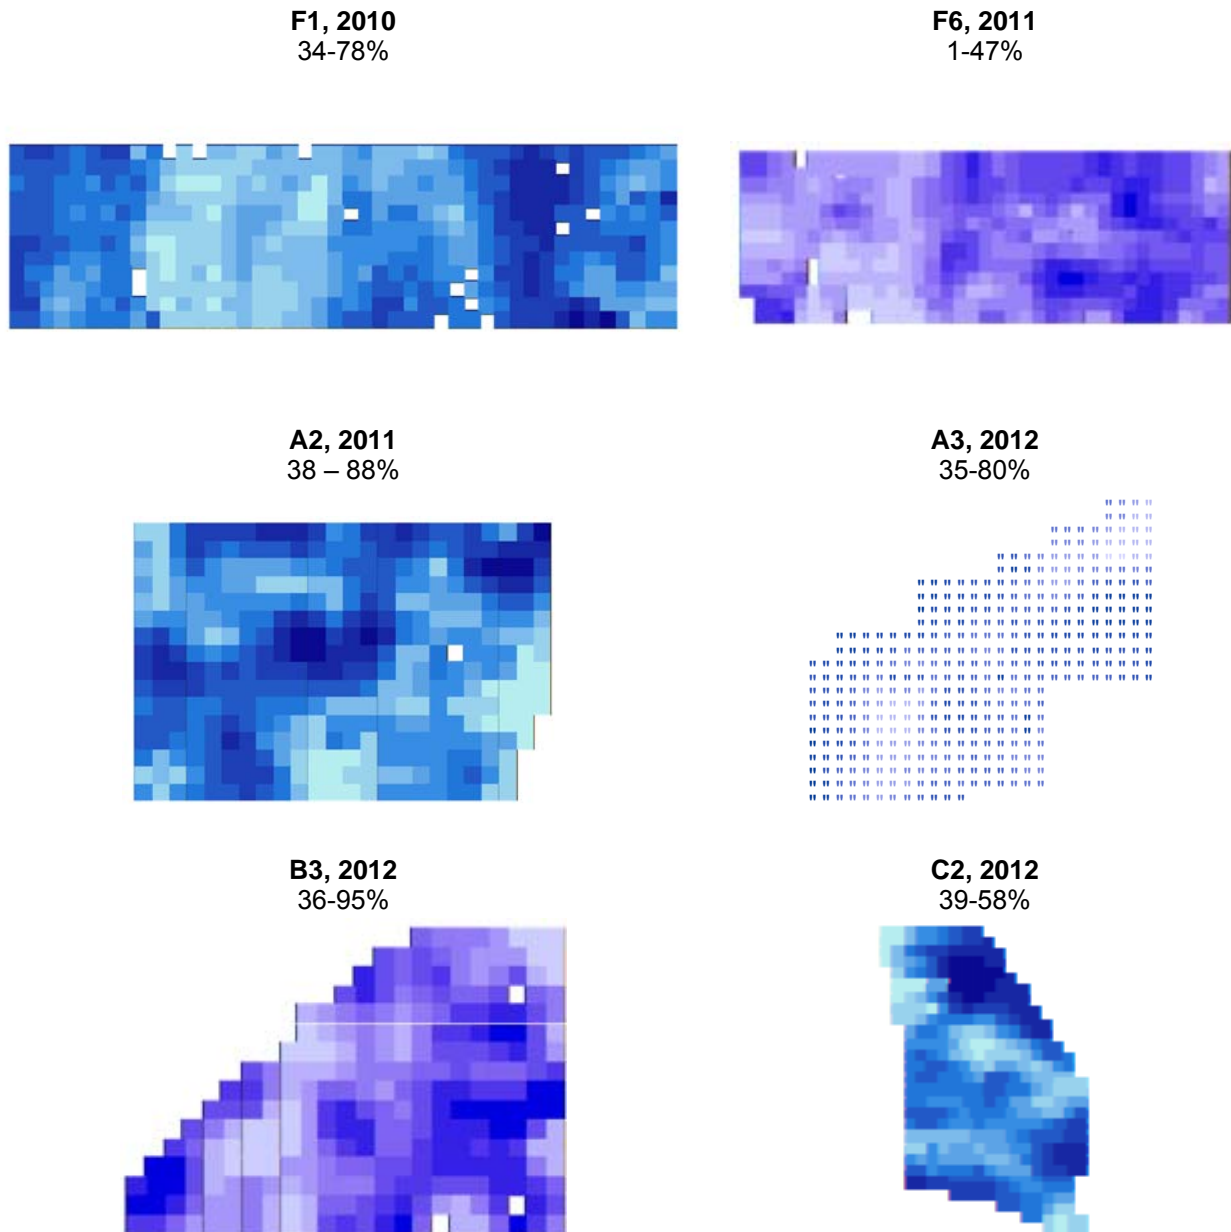 F1, 2010
34-78%
F6, 2011
1-47%
A2, 2011
38 – 88%
A3, 2012
35-80%
B3, 2012
36-95%
C2, 2012
39-58%